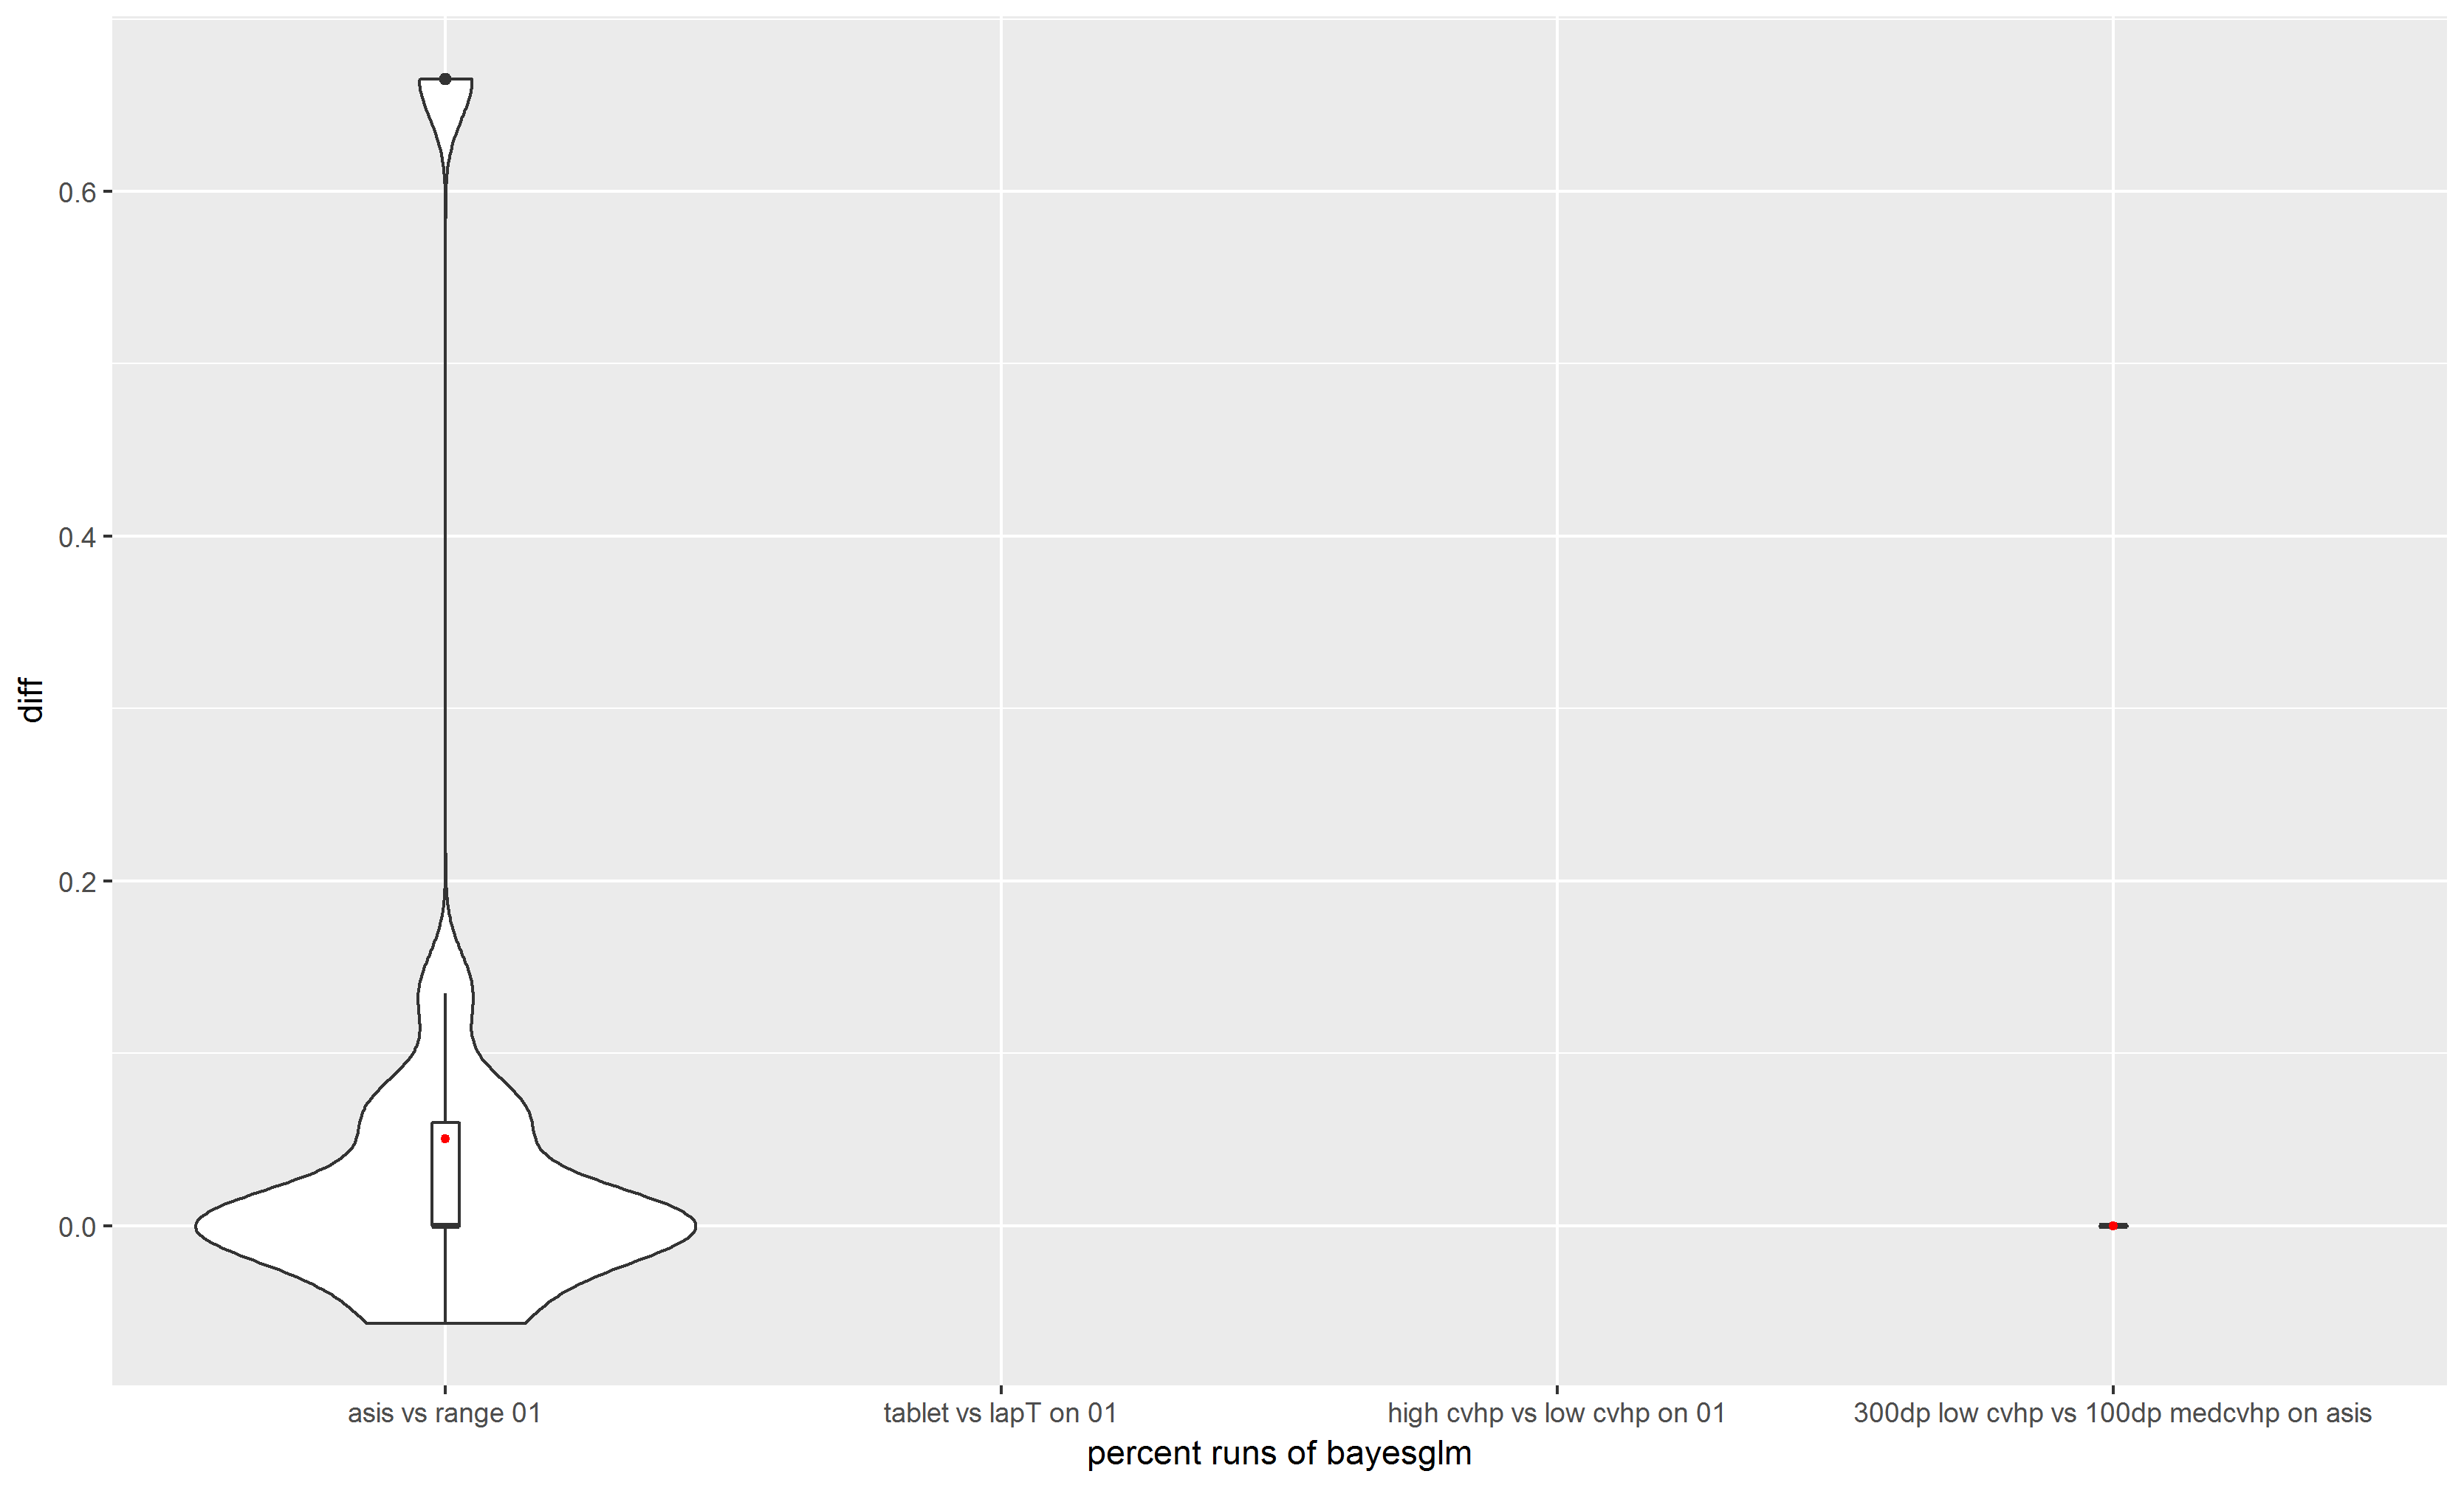 diff
0.6
0.4
0.2
0.0
asis vs range 01
tablet vs lapT on 01
high cvhp vs low cvhp on 01
300dp low cvhp vs 100dp medcvhp on asis
percent runs of bayesglm